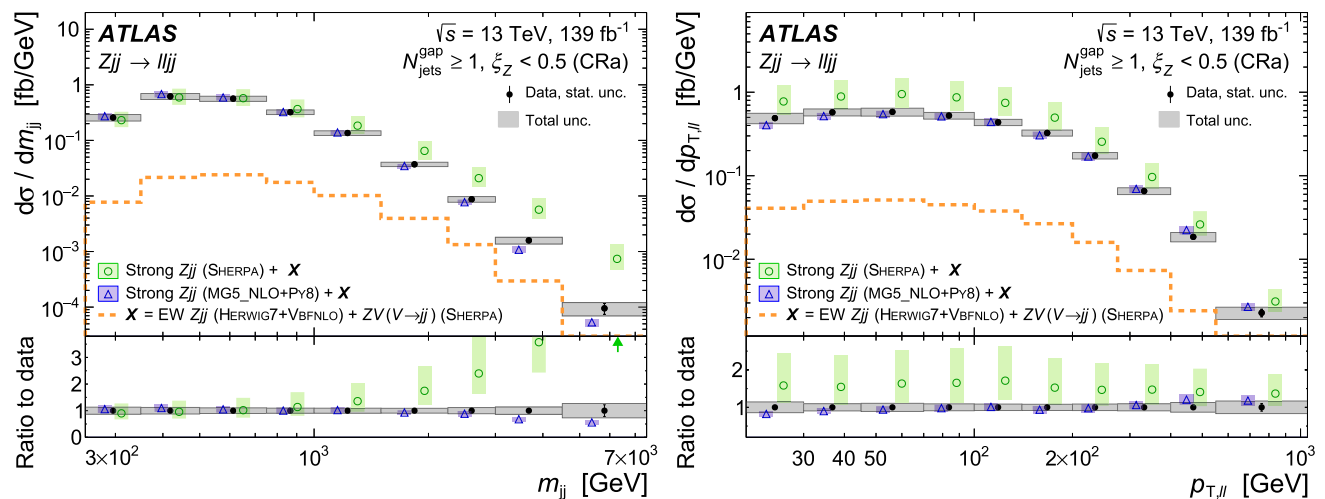 ATLAS
√s = 13 TeV, 139 fb⁻¹
Zjj → lljj
N^gap_jets ≥ 1, ξ_Z < 0.5 (CRa)
Data, stat. unc.
Total unc.
dσ / dm_jj [fb/GeV]
10
1
10⁻¹
10⁻²
10⁻³
10⁻⁴
Strong Zjj (SHERPA) + X
Strong Zjj (MG5_NLO+PY8) + X
X = EW Zjj (HERWIG7+VBFNLO) + ZV(V→jj) (SHERPA)
Ratio to data
3
2
1
0
3×10²
10³
7×10³
m_jj [GeV]
ATLAS
√s = 13 TeV, 139 fb⁻¹
Zjj → lljj
N^gap_jets ≥ 1, ξ_Z < 0.5 (CRa)
Data, stat. unc.
Total unc.
dσ / dp_T,ll [fb/GeV]
1
10⁻¹
10⁻²
Strong Zjj (SHERPA) + X
Strong Zjj (MG5_NLO+PY8) + X
X = EW Zjj (HERWIG7+VBFNLO) + ZV(V→jj) (SHERPA)
Ratio to data
2
1
30
40
50
10²
2×10²
10³
p_T,ll [GeV]